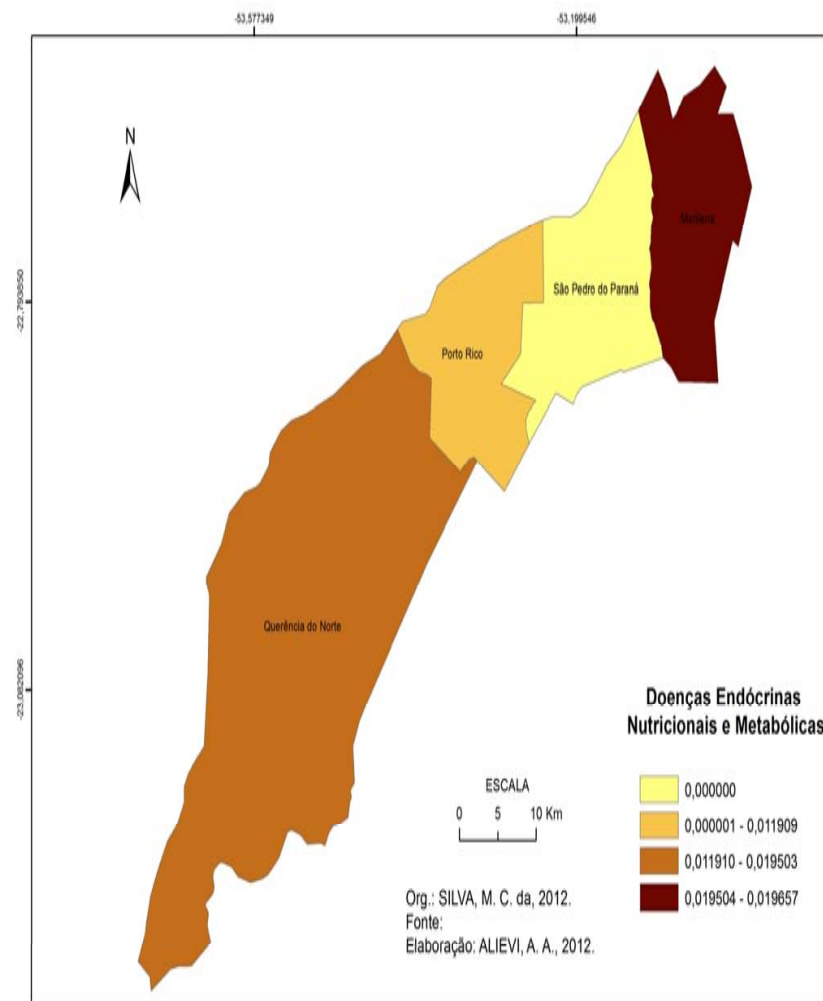 -53,577349
-53,199546
N
Marilena
-22,793850
São Pedro do Paraná
Porto Rico
Querência do Norte
-23,082096
Doenças Endócrinas
Nutricionais e Metabólicas
ESCALA
0 5 10 Km
0,000000
0,000001 - 0,011909
0,011910 - 0,019503
0,019504 - 0,019657
Org.: SILVA, M. C. da, 2012.
Fonte:
Elaboração: ALIEVI, A. A., 2012.